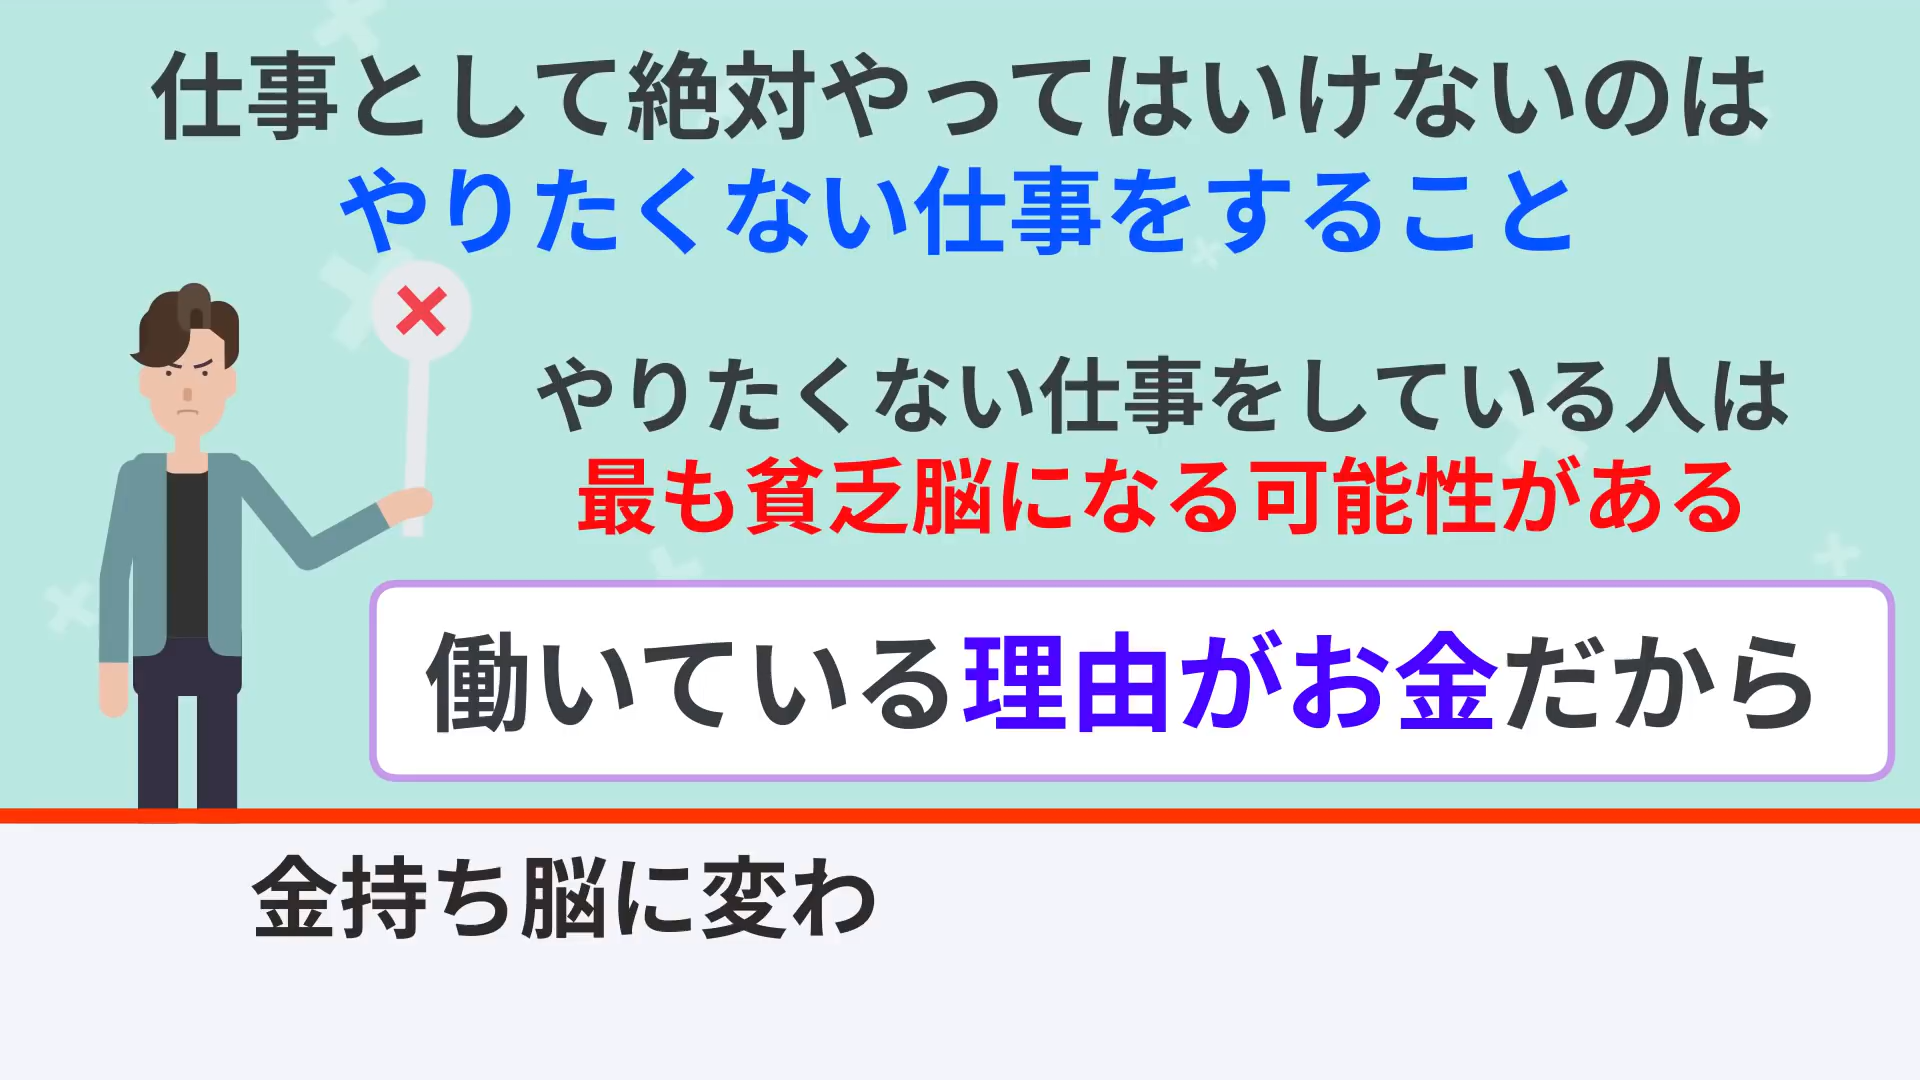 仕事として絶対やってはいけないのは
やりたくない仕事をすること
やりたくない仕事をしている人は
最も貧乏脳になる可能性がある
働いている理由がお金だから
金持ち脳に変わ